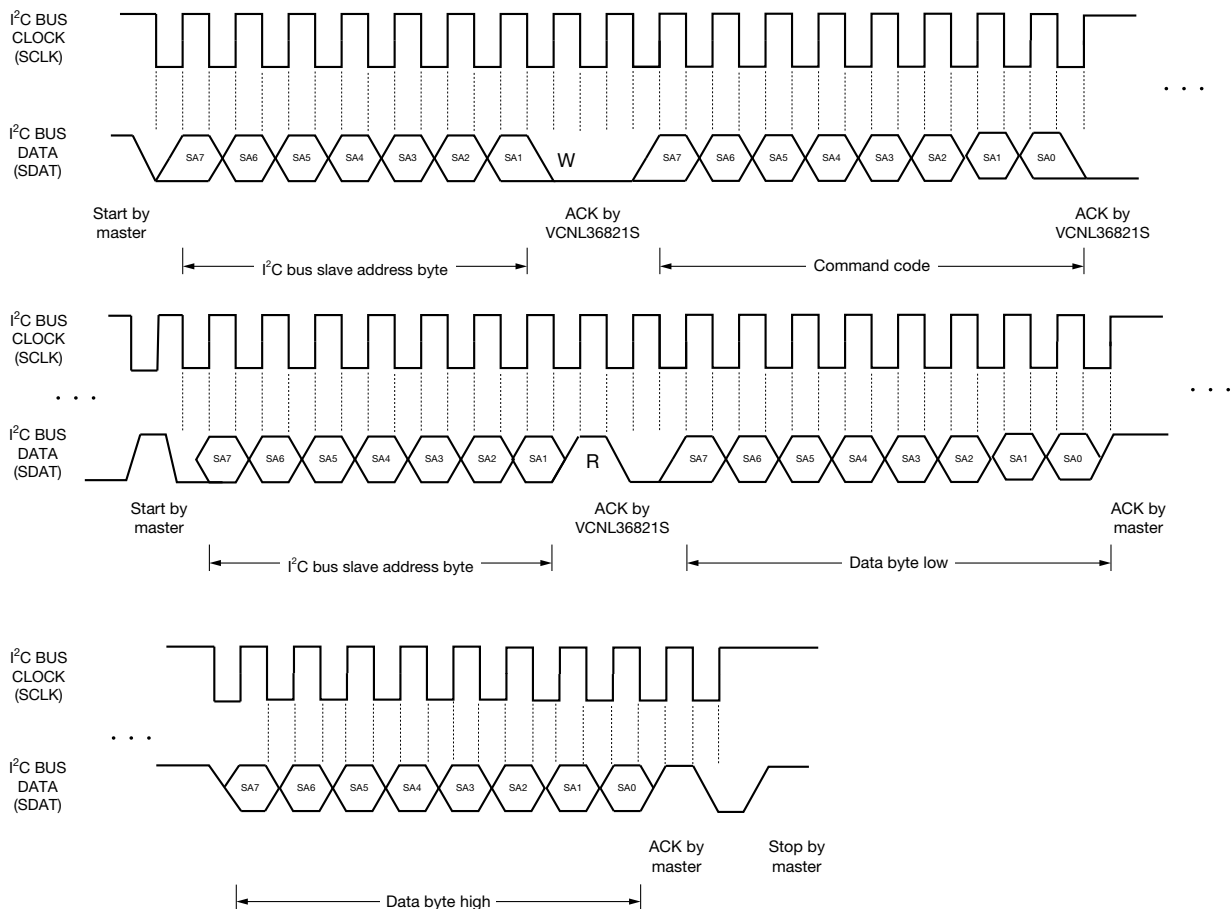 I²C BUS
CLOCK
(SCLK)
. . .
I²C BUS
DATA
(SDAT)
SA7 SA6 SA5 SA4 SA3 SA2 SA1 W SA7 SA6 SA5 SA4 SA3 SA2 SA1 SA0
Start by
master
ACK by
VCNL36821S
ACK by
VCNL36821S
I²C bus slave address byte
Command code
I²C BUS
CLOCK
(SCLK)
. . .
. . .
I²C BUS
DATA
(SDAT)
SA7 SA6 SA5 SA4 SA3 SA2 SA1 R SA7 SA6 SA5 SA4 SA3 SA2 SA1 SA0
Start by
master
ACK by
VCNL36821S
ACK by
master
I²C bus slave address byte
Data byte low
I²C BUS
CLOCK
(SCLK)
. . .
I²C BUS
DATA
(SDAT)
SA7 SA6 SA5 SA4 SA3 SA2 SA1 SA0
ACK by
master
Stop by
master
Data byte high